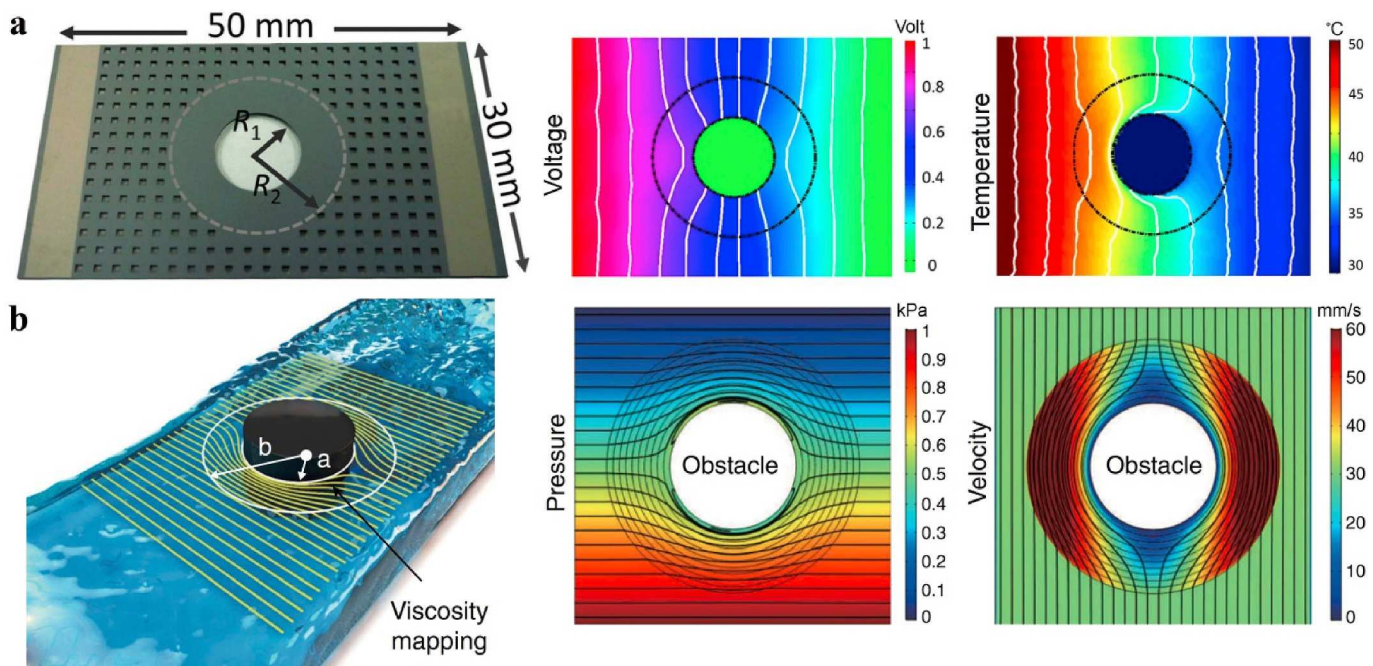 a
50 mm
30 mm
R1
R2
Voltage
Volt
1
0.8
0.6
0.4
0.2
0
Temperature
°C
50
45
40
35
30
b
b
a
Viscosity
mapping
Pressure
Obstacle
kPa
1
0.9
0.8
0.7
0.6
0.5
0.4
0.3
0.2
0.1
0
Velocity
Obstacle
mm/s
60
50
40
30
20
10
0